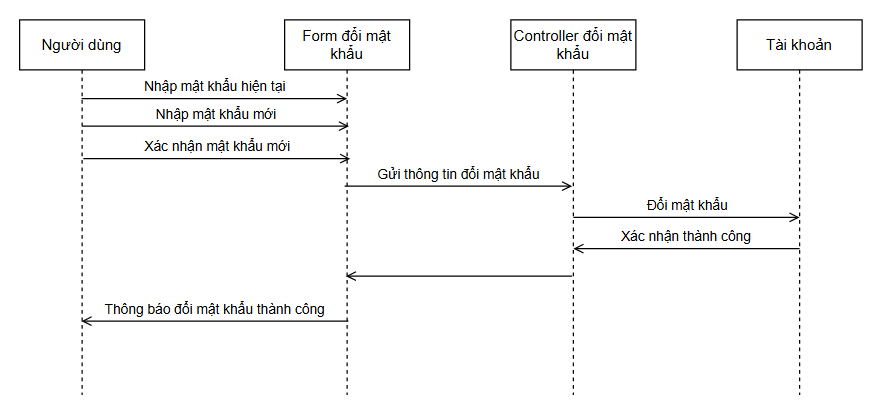 Người dùng
Form đổi mật
khẩu
Controller đổi mật
khẩu
Tài khoản
Nhập mật khẩu hiện tại
Nhập mật khẩu mới
Xác nhận mật khẩu mới
Gửi thông tin đổi mật khẩu
Đổi mật khẩu
Xác nhận thành công
Thông báo đổi mật khẩu thành công